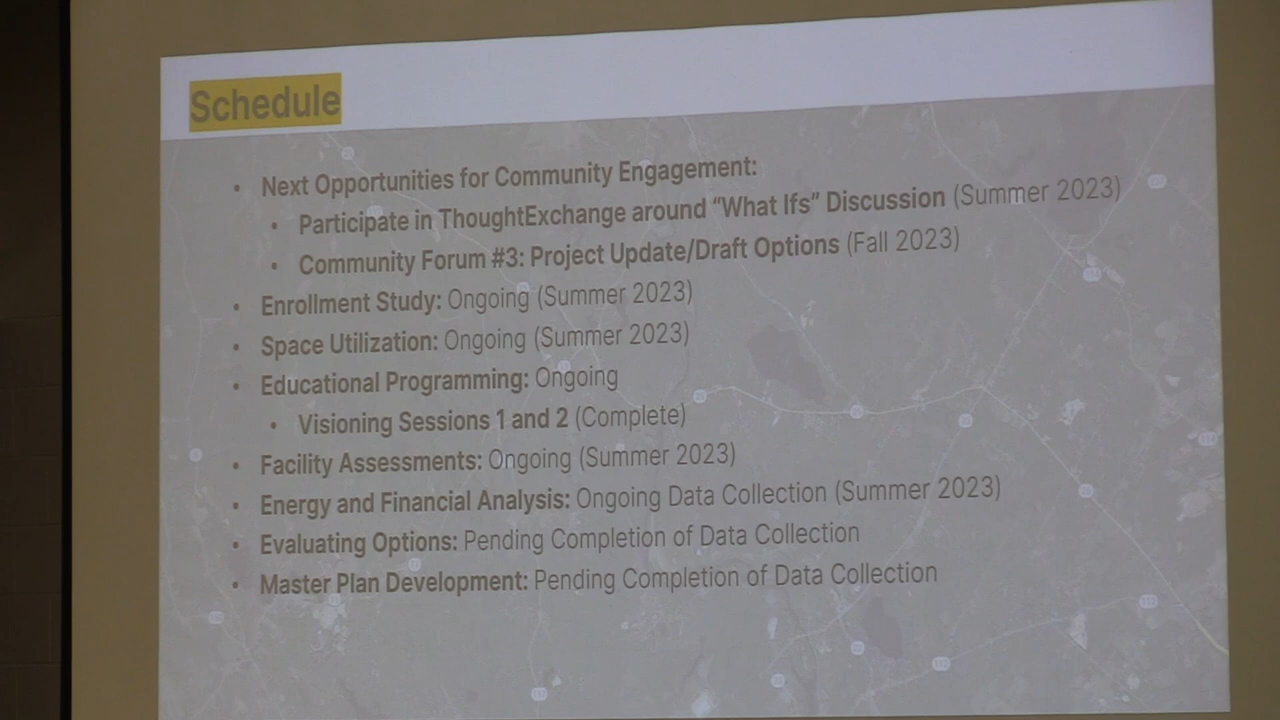 Schedule
• Next Opportunities for Community Engagement:
• Participate in ThoughtExchange around “What Ifs” Discussion (Summer 2023)
• Community Forum #3: Project Update/Draft Options (Fall 2023)
• Enrollment Study: Ongoing (Summer 2023)
• Space Utilization: Ongoing (Summer 2023)
• Educational Programming: Ongoing
• Visioning Sessions 1 and 2 (Complete)
• Facility Assessments: Ongoing (Summer 2023)
• Energy and Financial Analysis: Ongoing Data Collection (Summer 2023)
• Evaluating Options: Pending Completion of Data Collection
• Master Plan Development: Pending Completion of Data Collection